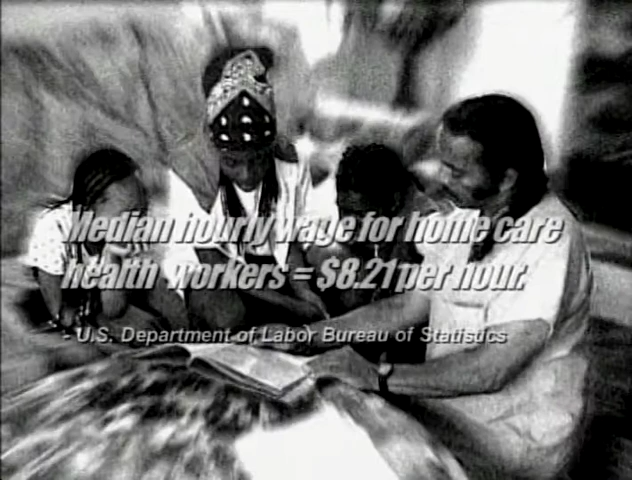 Median hourly wage for home care
health workers = $8.21 per hour.
- U.S. Department of Labor Bureau of Statistics